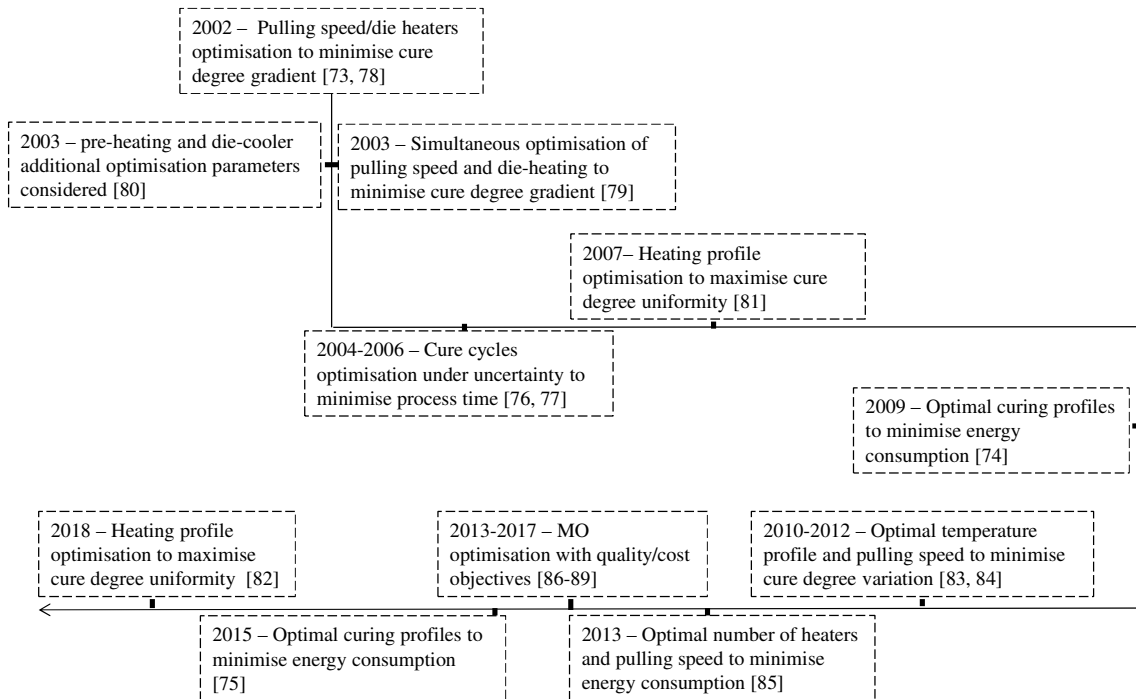 2002 – Pulling speed/die heaters
optimisation to minimise cure
degree gradient [73, 78]
2003 – pre-heating and die-cooler
additional optimisation parameters
considered [80]
2003 – Simultaneous optimisation of
pulling speed and die-heating to
minimise cure degree gradient [79]
2007– Heating profile
optimisation to maximise cure
degree uniformity [81]
2004-2006 – Cure cycles
optimisation under uncertainty to
minimise process time [76, 77]
2009 – Optimal curing profiles
to minimise energy
consumption [74]
2018 – Heating profile
optimisation to maximise
cure degree uniformity [82]
2013-2017 – MO
optimisation with quality/cost
objectives [86-89]
2010-2012 – Optimal temperature
profile and pulling speed to minimise
cure degree variation [83, 84]
2015 – Optimal curing profiles to
minimise energy consumption
[75]
2013 – Optimal number of heaters
and pulling speed to minimise
energy consumption [85]